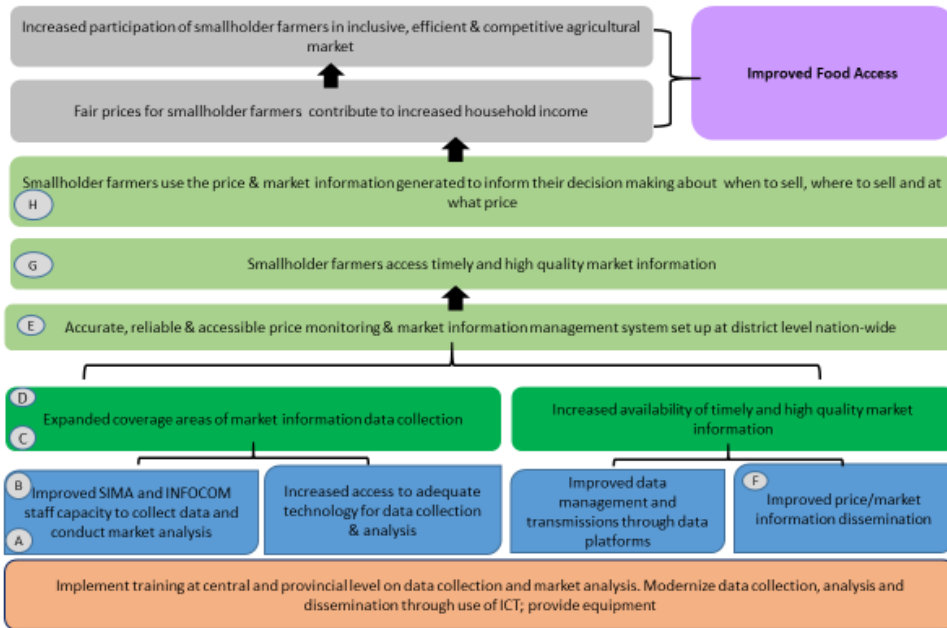 Increased participation of smallholder farmers in inclusive, efficient & competitive agricultural
market
Improved Food Access
Fair prices for smallholder farmers contribute to increased household income
Smallholder farmers use the price & market information generated to inform their decision making about when to sell, where to sell and at
what price
H
G
Smallholder farmers access timely and high quality market information
E
Accurate, reliable & accessible price monitoring & market information management system set up at district level nation-wide
D
Expanded coverage areas of market information data collection
C
Increased availability of timely and high quality market
information
B
Improved SIMA and INFOCOM
staff capacity to collect data and
conduct market analysis
A
Increased access to adequate
technology for data collection
& analysis
Improved data
management and
transmissions through data
platforms
F
Improved price/market
information dissemination
Implement training at central and provincial level on data collection and market analysis. Modernize data collection, analysis and
dissemination through use of ICT; provide equipment